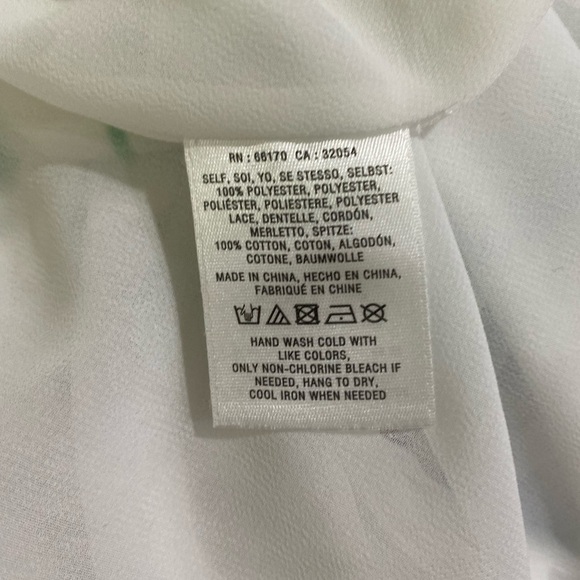 RN : 66170 CA : 32054
SELF, SOI, YO, SE STESSO, SELBST:
100% POLYESTER, POLYESTER,
POLIÉSTER, POLIESTERE, POLYESTER
LACE, DENTELLE, CORDÓN,
MERLETTO, SPITZE:
100% COTTON, COTON, ALGODÓN,
COTONE, BAUMWOLLE
MADE IN CHINA, HECHO EN CHINA,
FABRIQUÉ EN CHINE
HAND WASH COLD WITH
LIKE COLORS,
ONLY NON-CHLORINE BLEACH IF
NEEDED, HANG TO DRY,
COOL IRON WHEN NEEDED